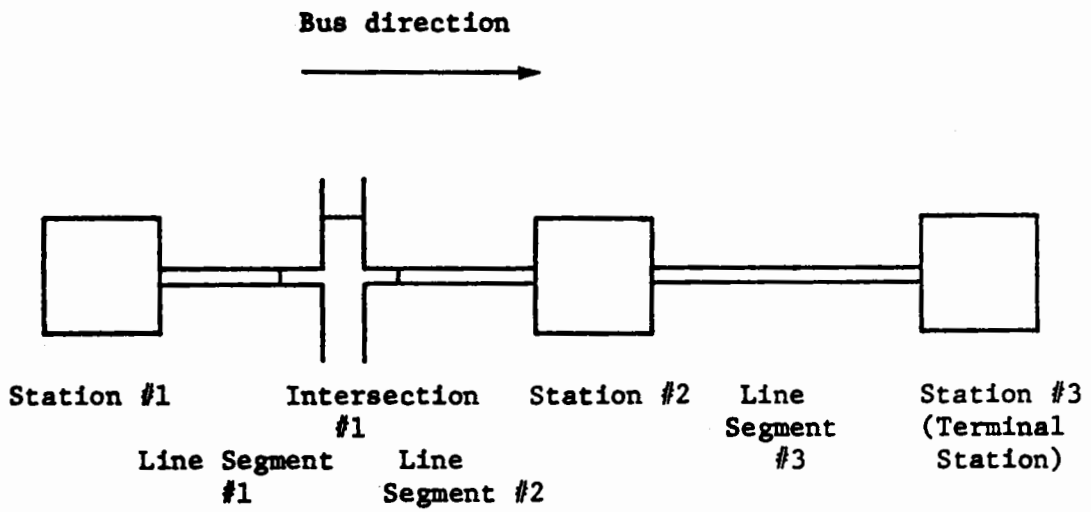 Bus direction
Station #1
Intersection
#1
Station #2
Line
Segment
#3
Station #3
(Terminal
Station)
Line Segment
#1
Line
Segment #2